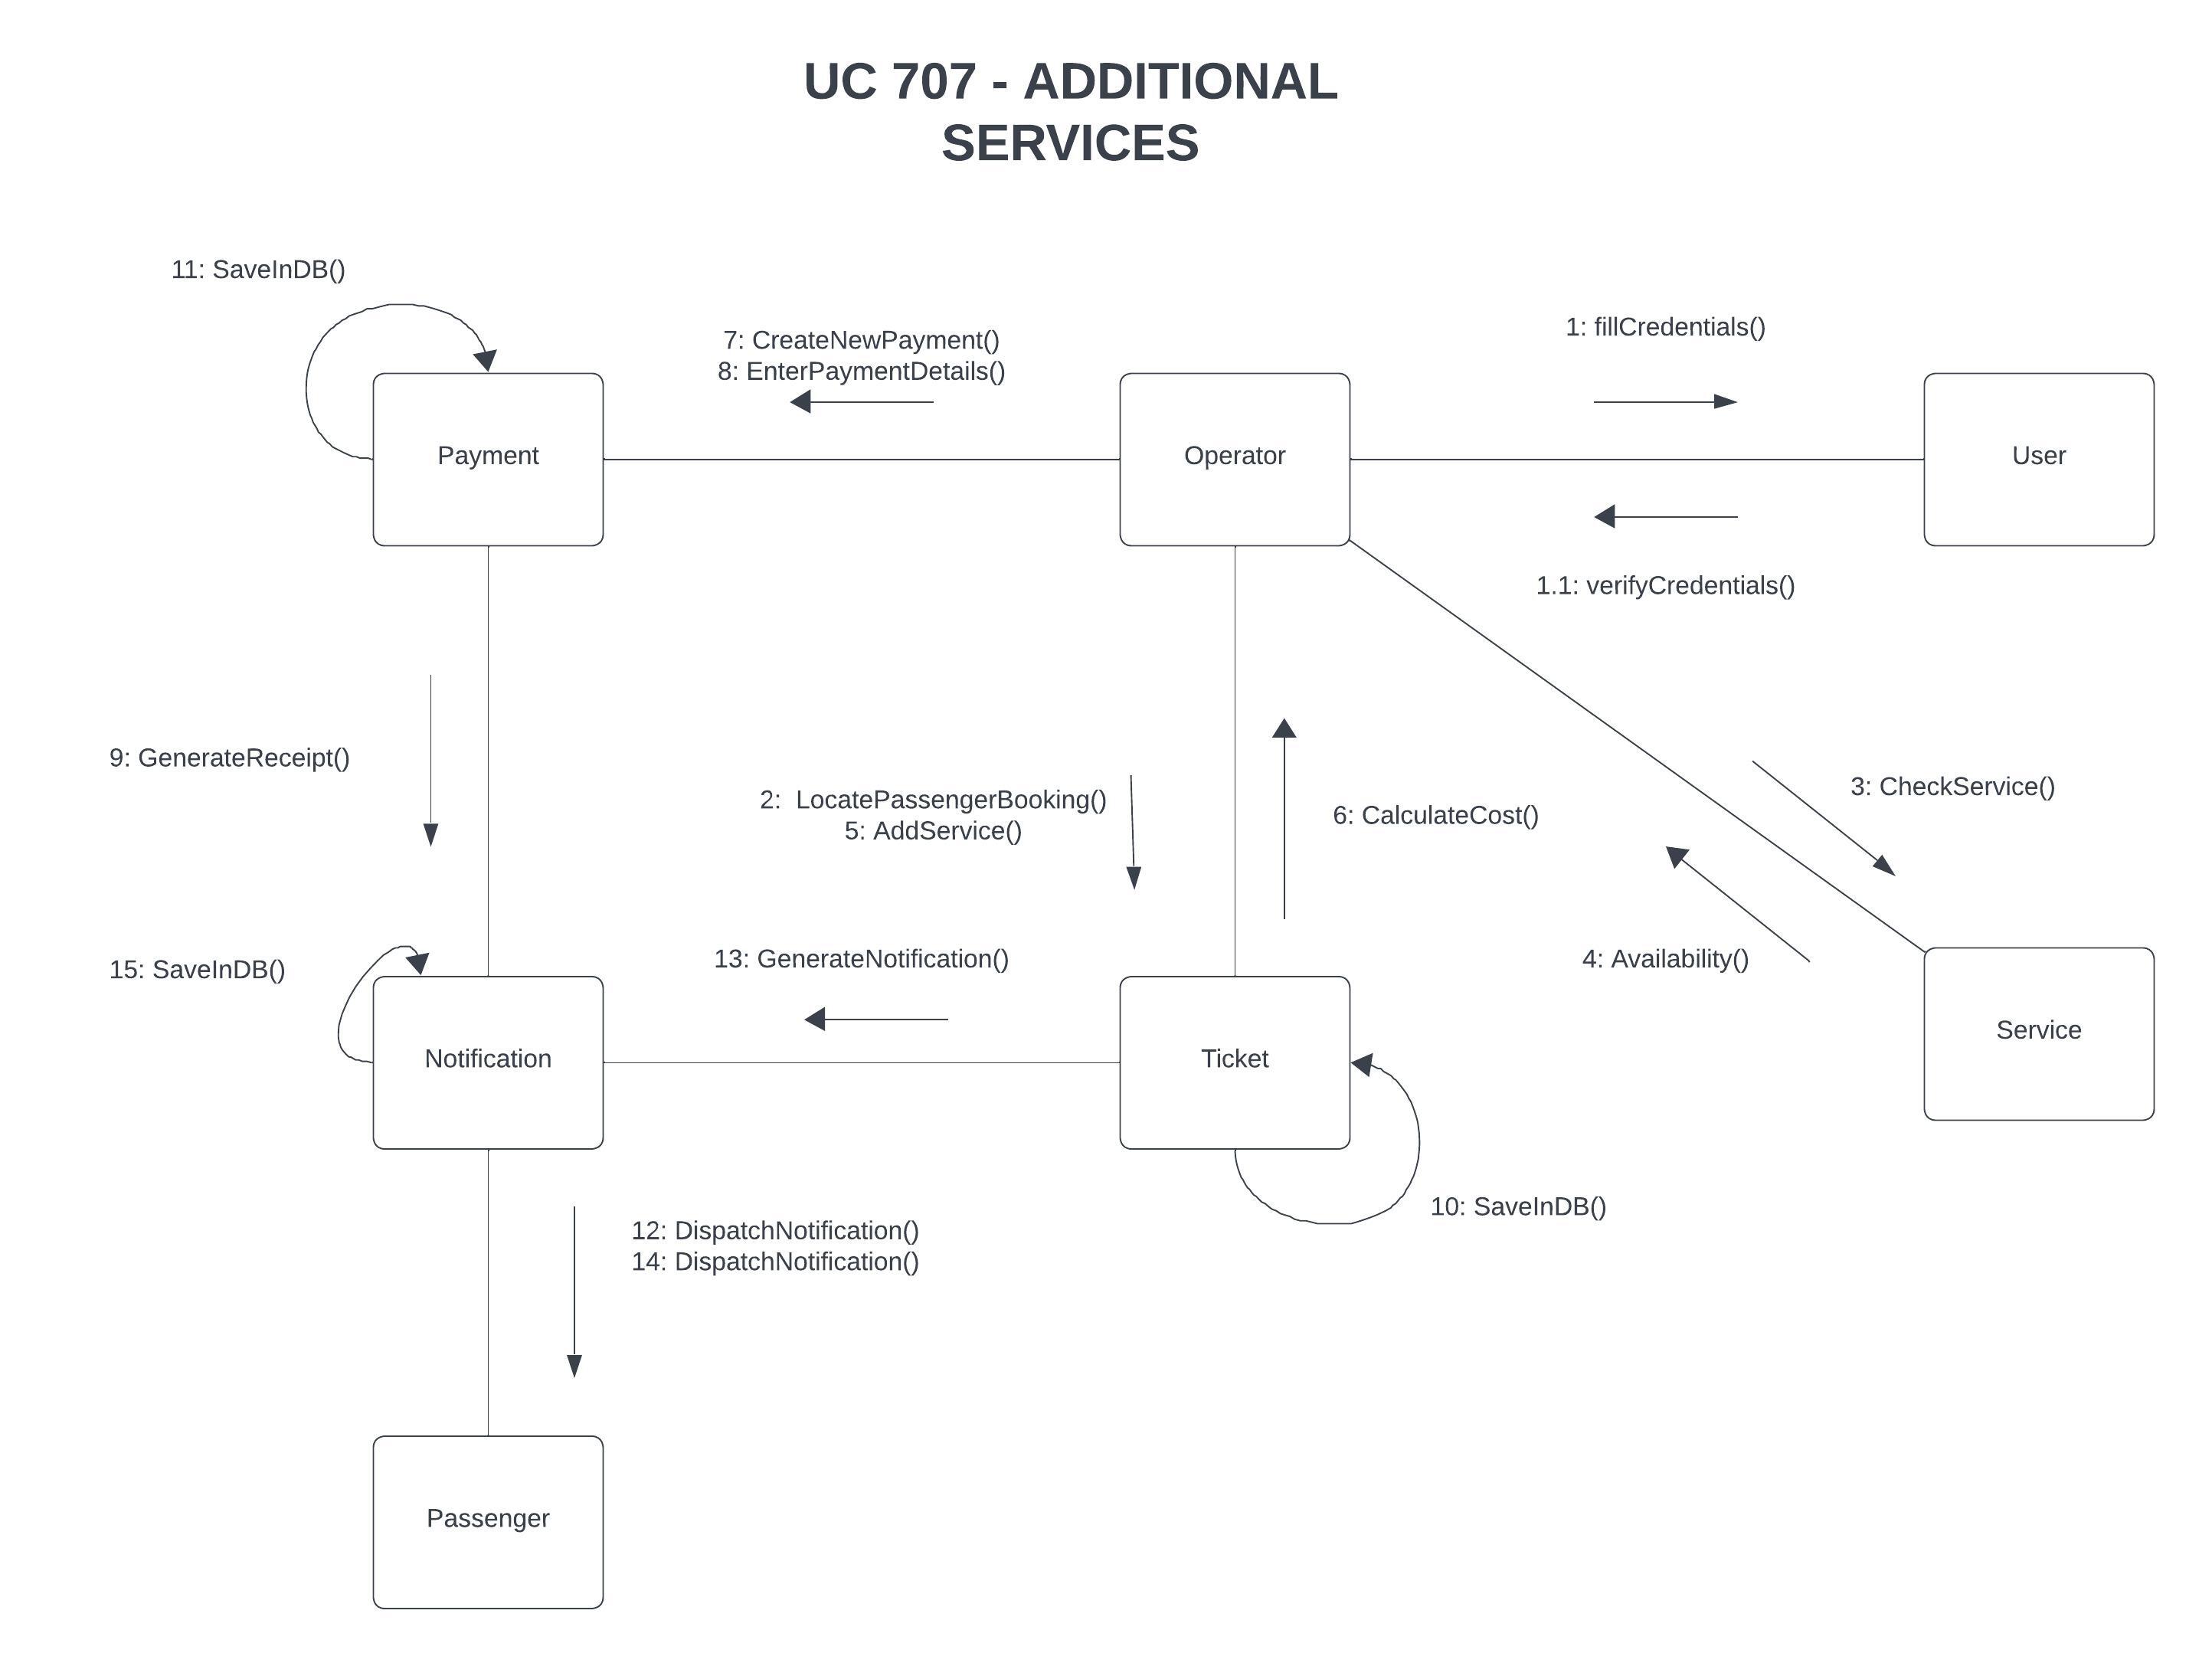 UC 707 - ADDITIONAL
SERVICES
11: SaveInDB()
7: CreateNewPayment()
8: EnterPaymentDetails()
1: fillCredentials()
Payment
Operator
User
1.1: verifyCredentials()
9: GenerateReceipt()
2:  LocatePassengerBooking()
5: AddService()
6: CalculateCost()
3: CheckService()
15: SaveInDB()
13: GenerateNotification()
4: Availability()
Notification
Ticket
Service
12: DispatchNotification()
14: DispatchNotification()
10: SaveInDB()
Passenger